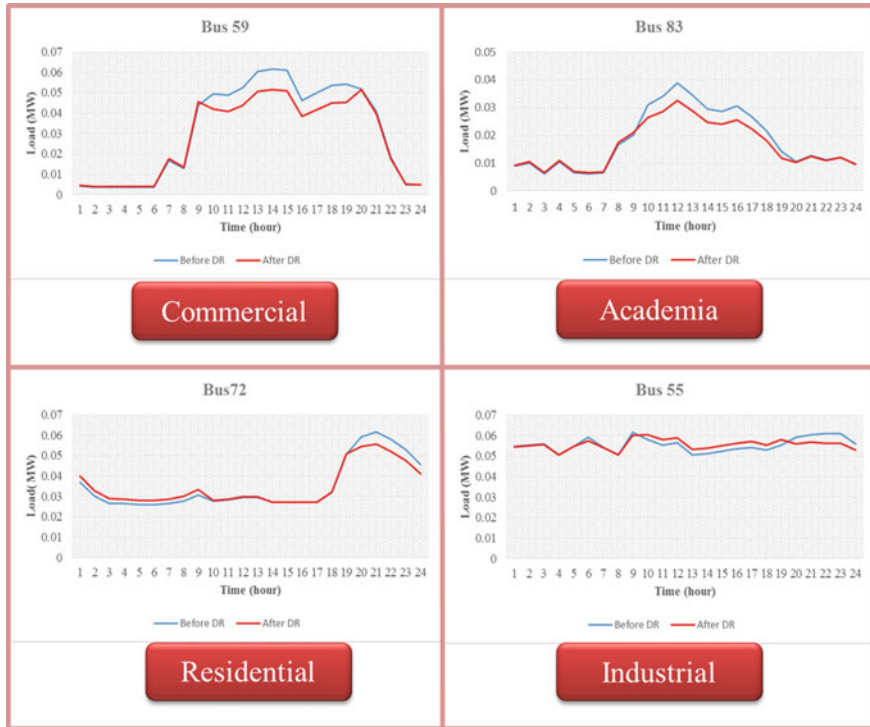 Bus 59
0.07
0.06
0.05
0.04
0.03
0.02
0.01
0
Load (MW)
1 2 3 4 5 6 7 8 9 10 11 12 13 14 15 16 17 18 19 20 21 22 23 24
Time (hour)
Before DR After DR
Commercial
Bus 83
0.05
0.04
0.03
0.02
0.01
0
Load (MW)
1 2 3 4 5 6 7 8 9 10 11 12 13 14 15 16 17 18 19 20 21 22 23 24
Time (hour)
Before DR After DR
Academia
Bus72
0.07
0.06
0.05
0.04
0.03
0.02
0.01
0
Load( MW)
1 2 3 4 5 6 7 8 9 10 11 12 13 14 15 16 17 18 19 20 21 22 23 24
Time (hour)
Before DR After DR
Residential
Bus 55
0.07
0.06
0.05
0.04
0.03
0.02
0.01
0
Load (MW)
1 2 3 4 5 6 7 8 9 10 11 12 13 14 15 16 17 18 19 20 21 22 23 24
Time (hour)
Before DR After DR
Industrial